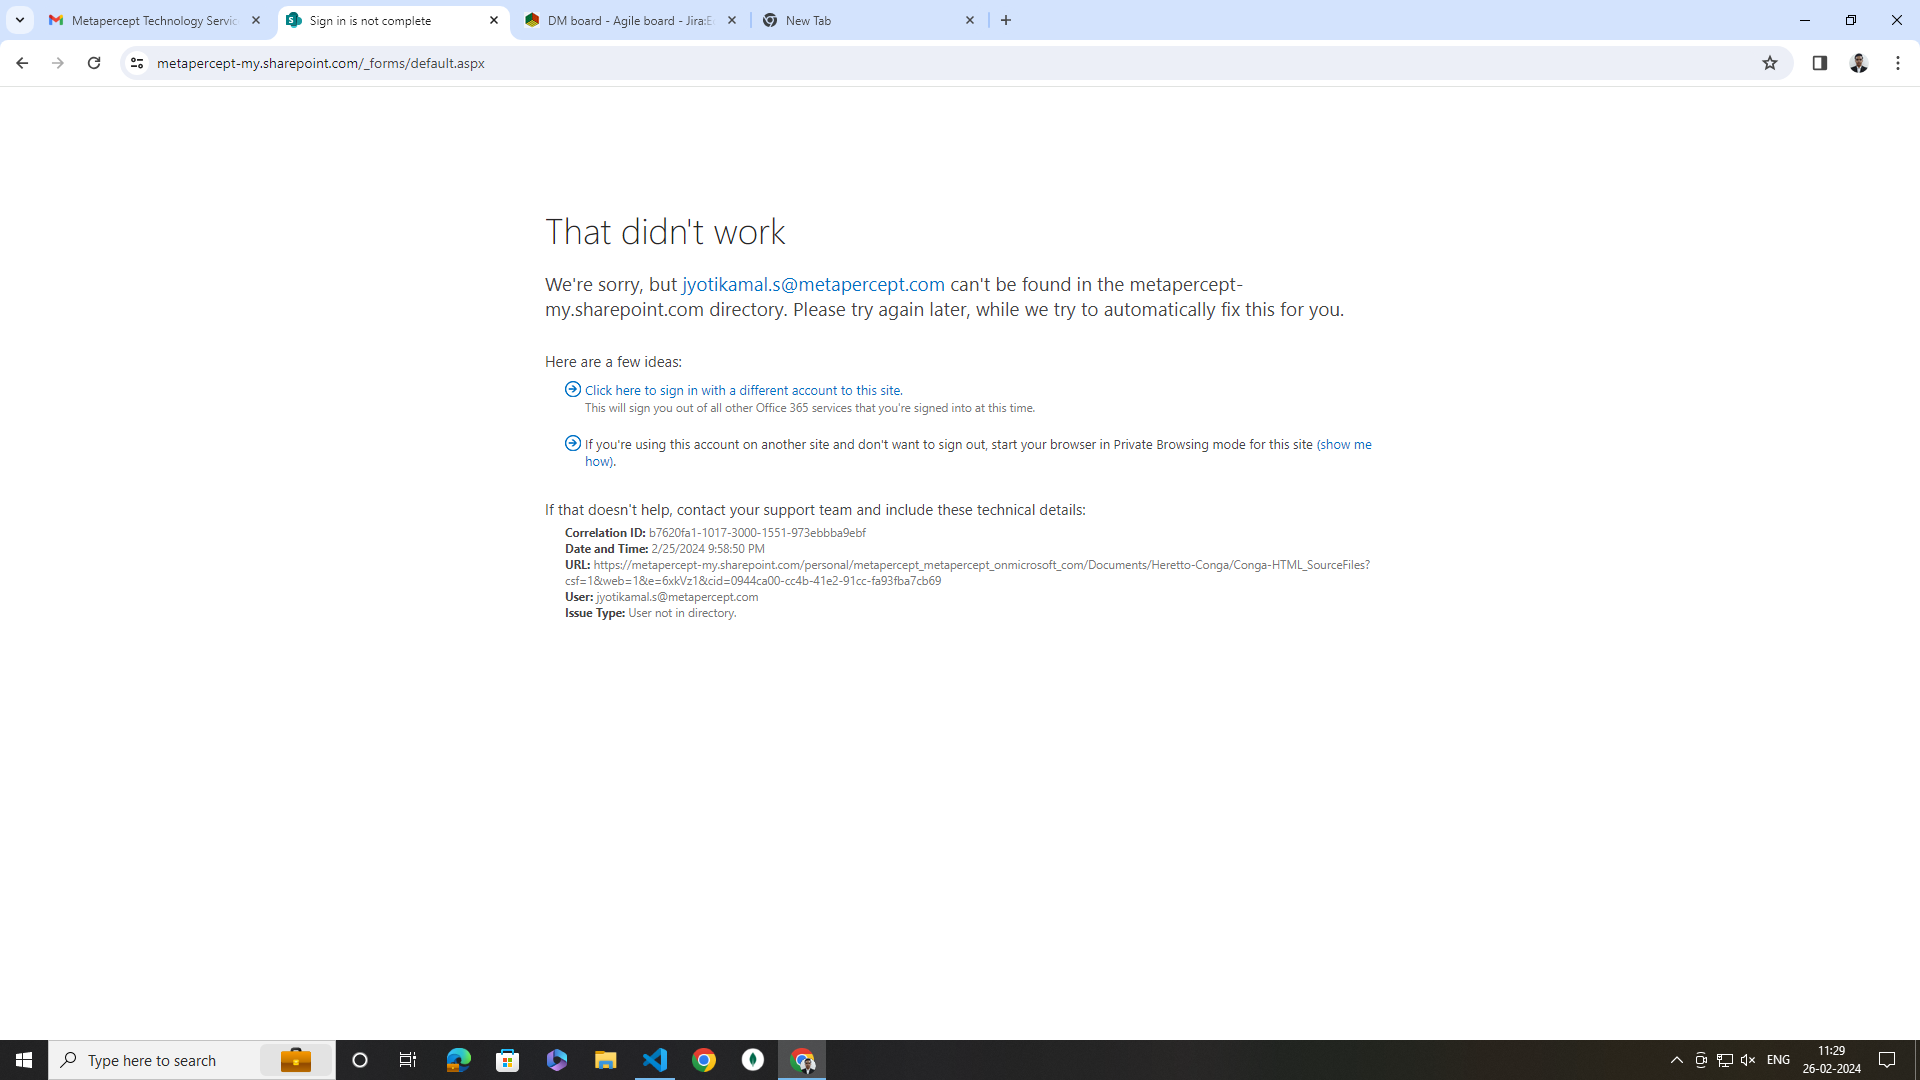 Metapercept Technology Servic
Sign in is not complete
DM board - Agile board - Jira:E
New Tab
metapercept-my.sharepoint.com/_forms/default.aspx
That didn't work
We're sorry, but jyotikamal.s@metapercept.com can't be found in the metapercept-
my.sharepoint.com directory. Please try again later, while we try to automatically fix this for you.
Here are a few ideas:
Click here to sign in with a different account to this site.
This will sign you out of all other Office 365 services that you're signed into at this time.
If you're using this account on another site and don't want to sign out, start your browser in Private Browsing mode for this site (show me
how).
If that doesn't help, contact your support team and include these technical details:
Correlation ID: b7620fa1-1017-3000-1551-973ebbba9ebf
Date and Time: 2/25/2024 9:58:50 PM
URL: https://metapercept-my.sharepoint.com/personal/metapercept_metapercept_onmicrosoft_com/Documents/Heretto-Conga/Conga-HTML_SourceFiles?
csf=1&web=1&e=6xkVz1&cid=0944ca00-cc4b-41e2-91cc-fa93fba7cb69
User: jyotikamal.s@metapercept.com
Issue Type: User not in directory.
Type here to search
ENG
11:29
26-02-2024